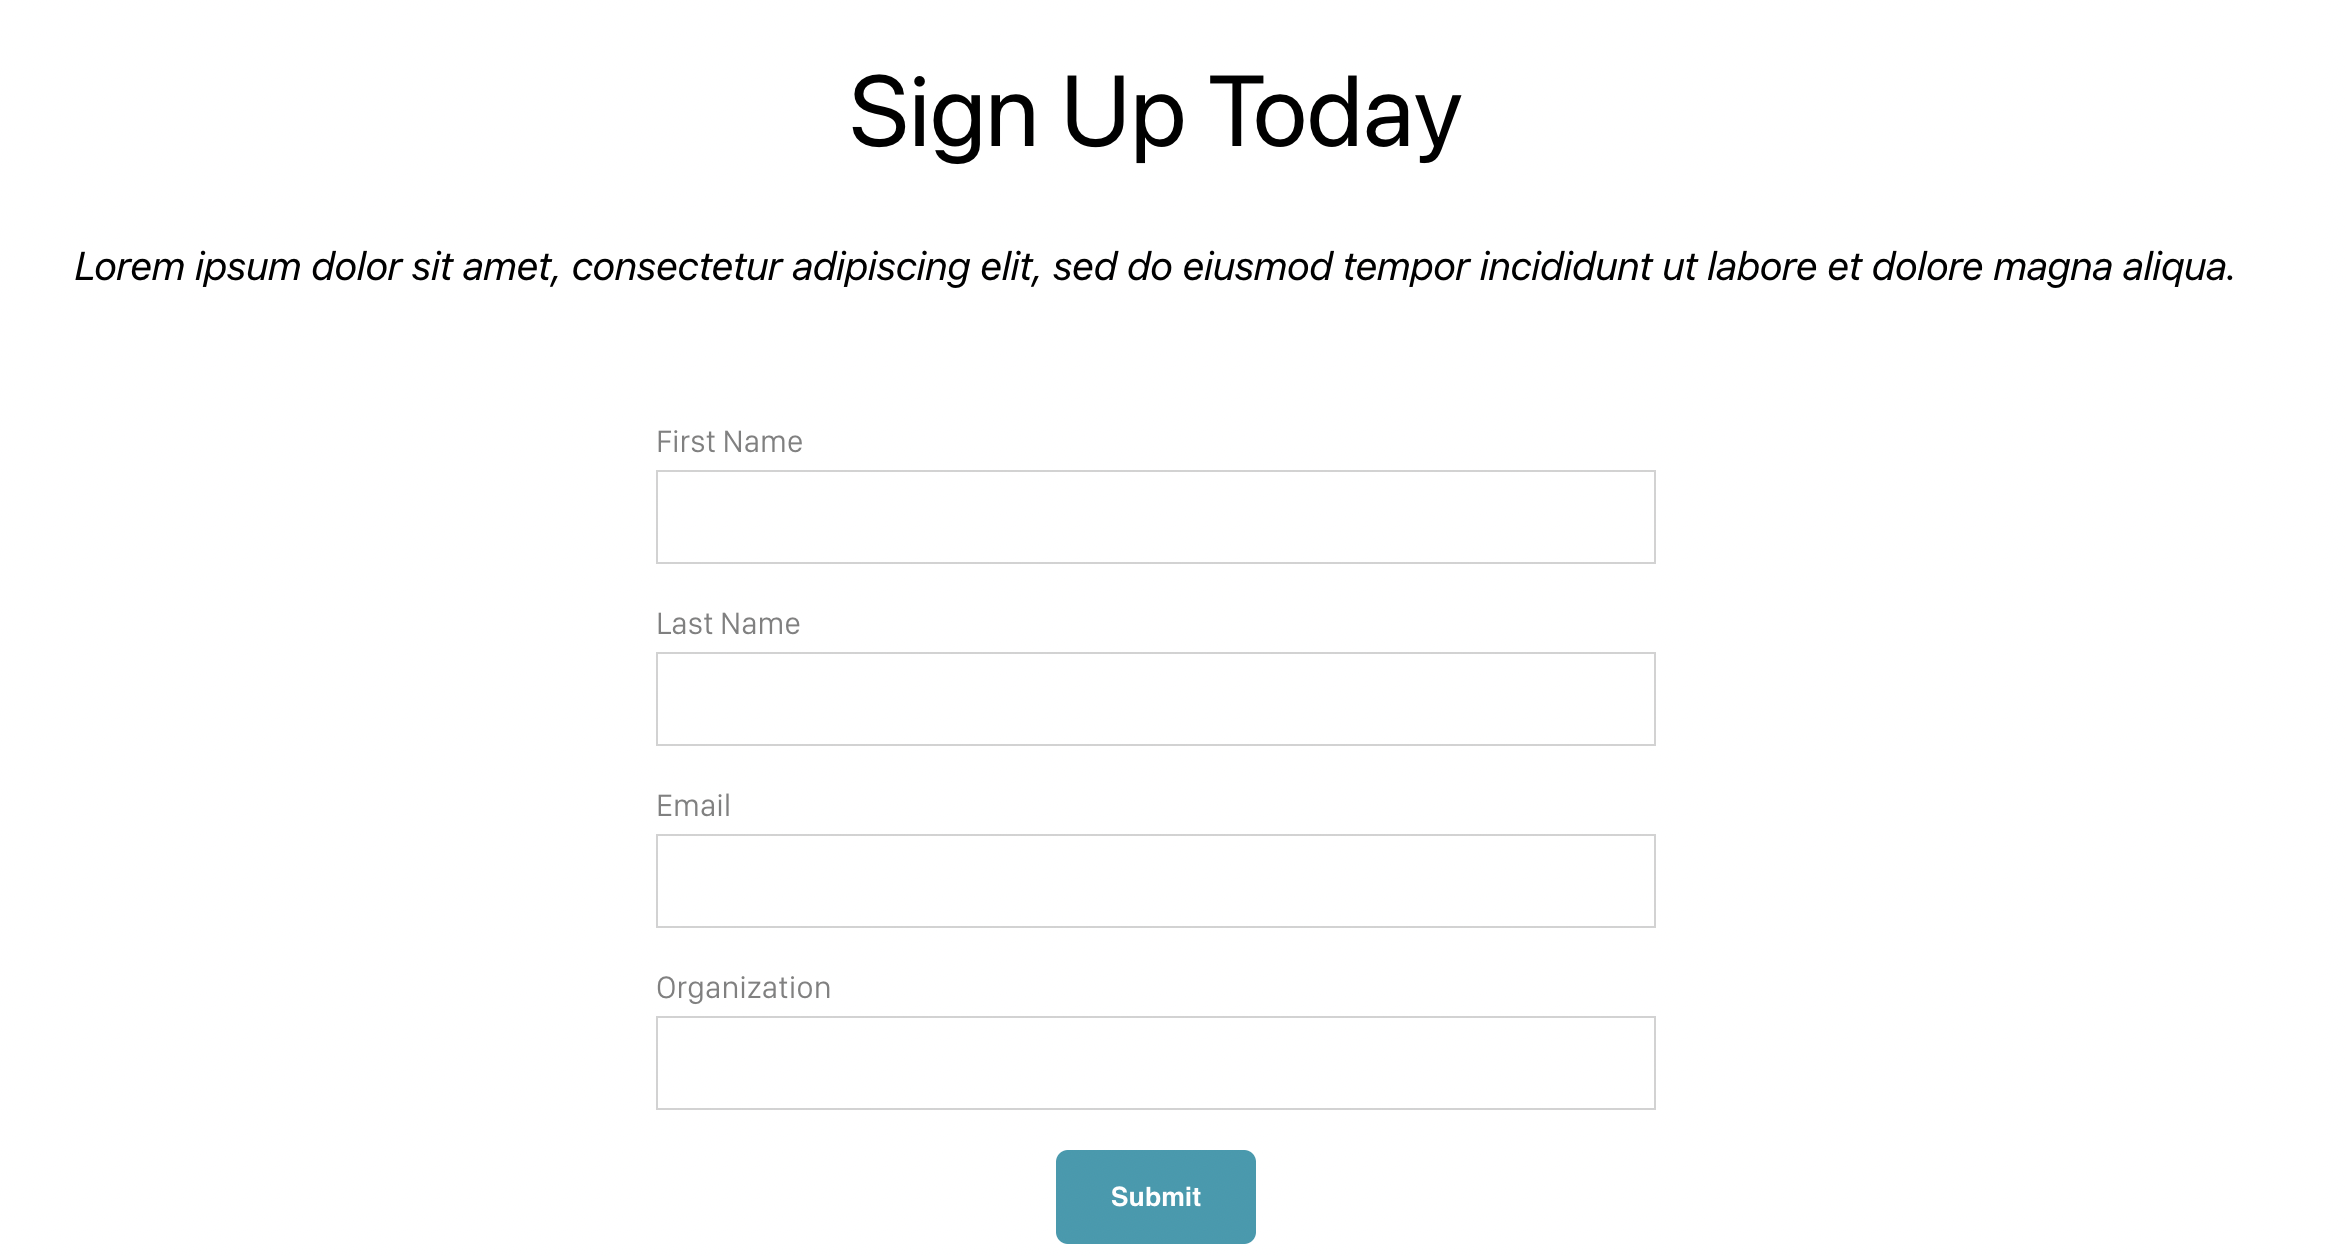 Sign Up Today
Lorem ipsum dolor sit amet, consectetur adipiscing elit, sed do eiusmod tempor incididunt ut labore et dolore magna aliqua.
First Name
Last Name
Email
Organization
Submit